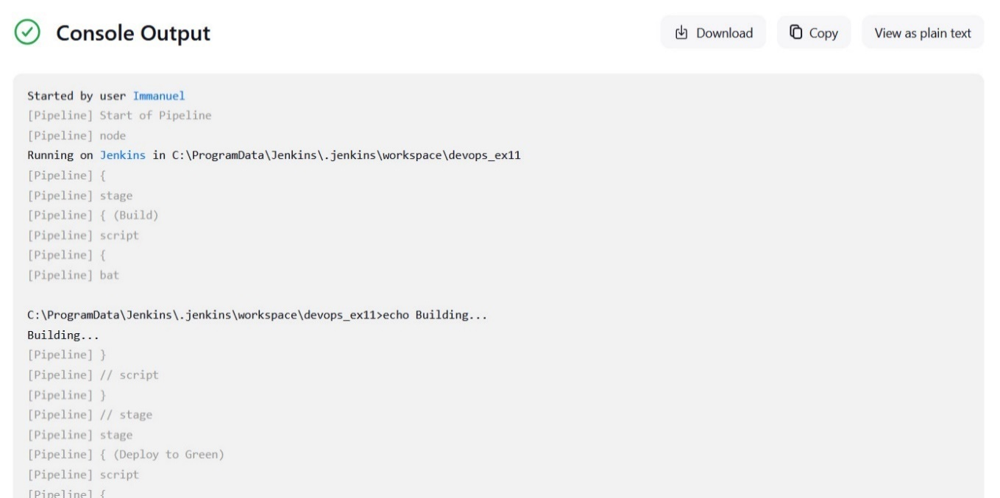 Console Output
Download
Copy
View as plain text
Started by user Immanuel
[Pipeline] Start of Pipeline
[Pipeline] node
Running on Jenkins in C:\ProgramData\Jenkins\.jenkins\workspace\devops_ex11
[Pipeline] {
[Pipeline] stage
[Pipeline] { (Build)
[Pipeline] script
[Pipeline] {
[Pipeline] bat
C:\ProgramData\Jenkins\.jenkins\workspace\devops_ex11>echo Building...
Building...
[Pipeline] }
[Pipeline] // script
[Pipeline] }
[Pipeline] // stage
[Pipeline] stage
[Pipeline] { (Deploy to Green)
[Pipeline] script
[Pipeline] {